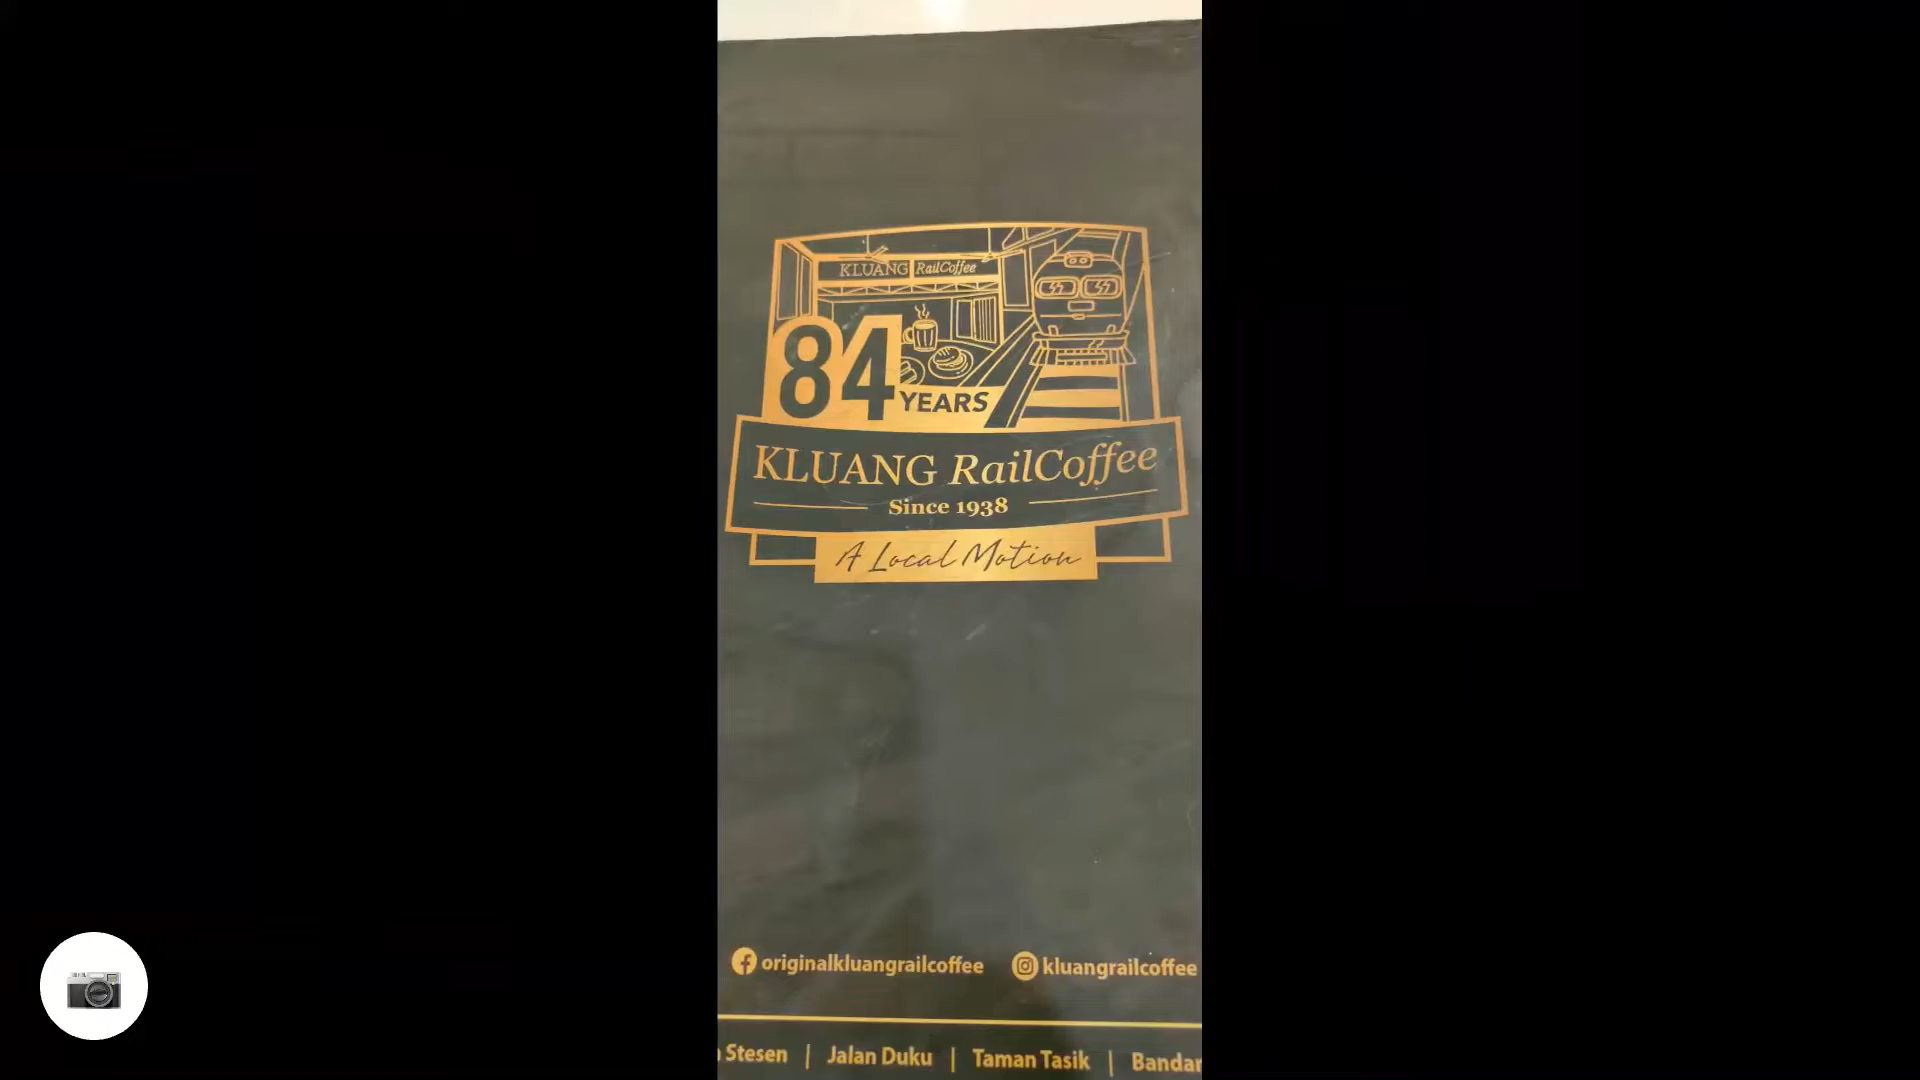 KLUANG RailCoffee
84 YEARS
KLUANG RailCoffee
Since 1938
A Local Motion
originalkluangrailcoffee kluangrailcoffee
Stesen | Jalan Duku | Taman Tasik | Bandar